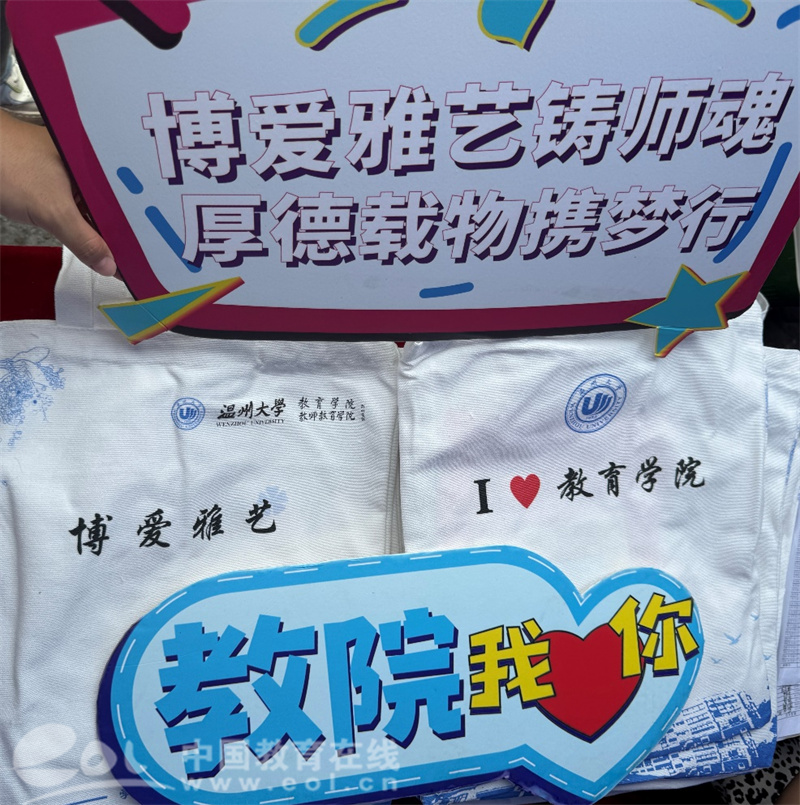 博爱雅艺铸师魂
厚德载物携梦行
温州大学
WENZHOU UNIVERSITY
教育学院
教师教育学院
博爱雅艺
I ❤ 教育学院
教院我❤你
eol 中国教育在线
www.eol.cn